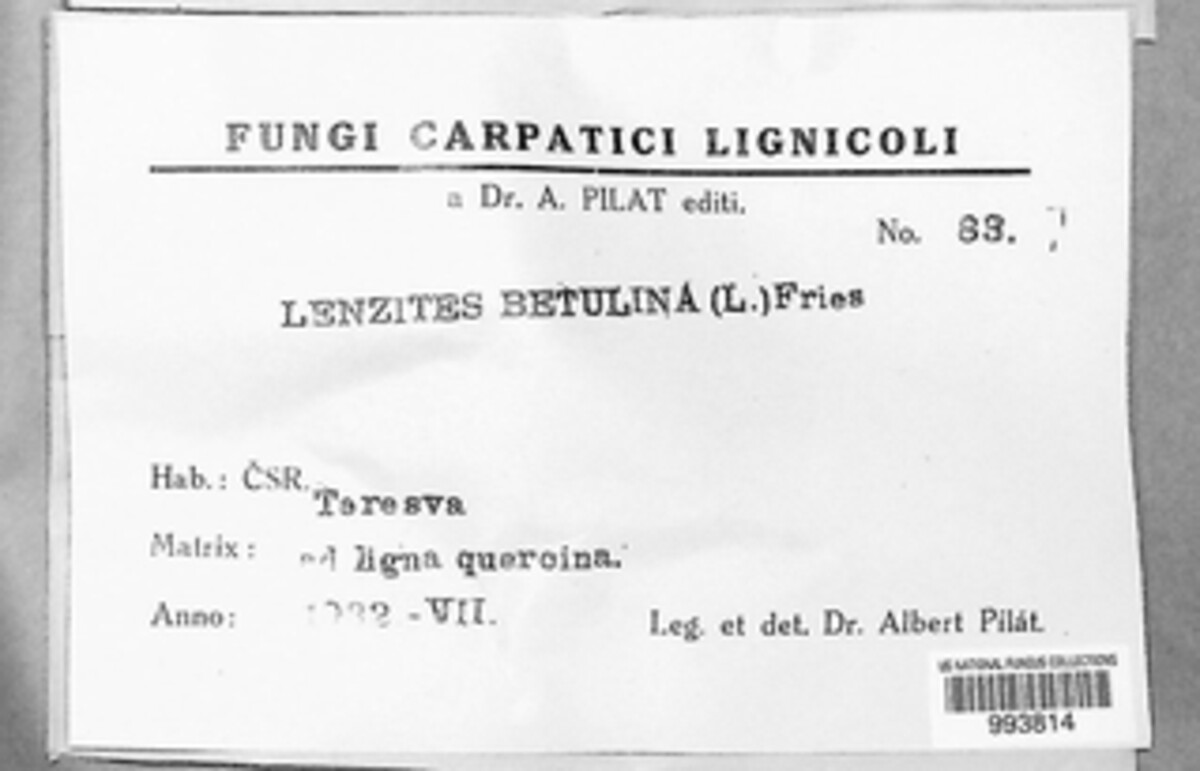 FUNGI CARPATICI LIGNICOLI
a Dr. A. PILAT editi.
No. 83.
LENZITES BETULINA (L.) Fries
Hab.: ČSR.
Teresva
Matrix: ad ligna quercina.
Anno: -VII.
Leg. et det. Dr. Albert Pilát.
US NATIONAL FUNGUS COLLECTIONS
993814